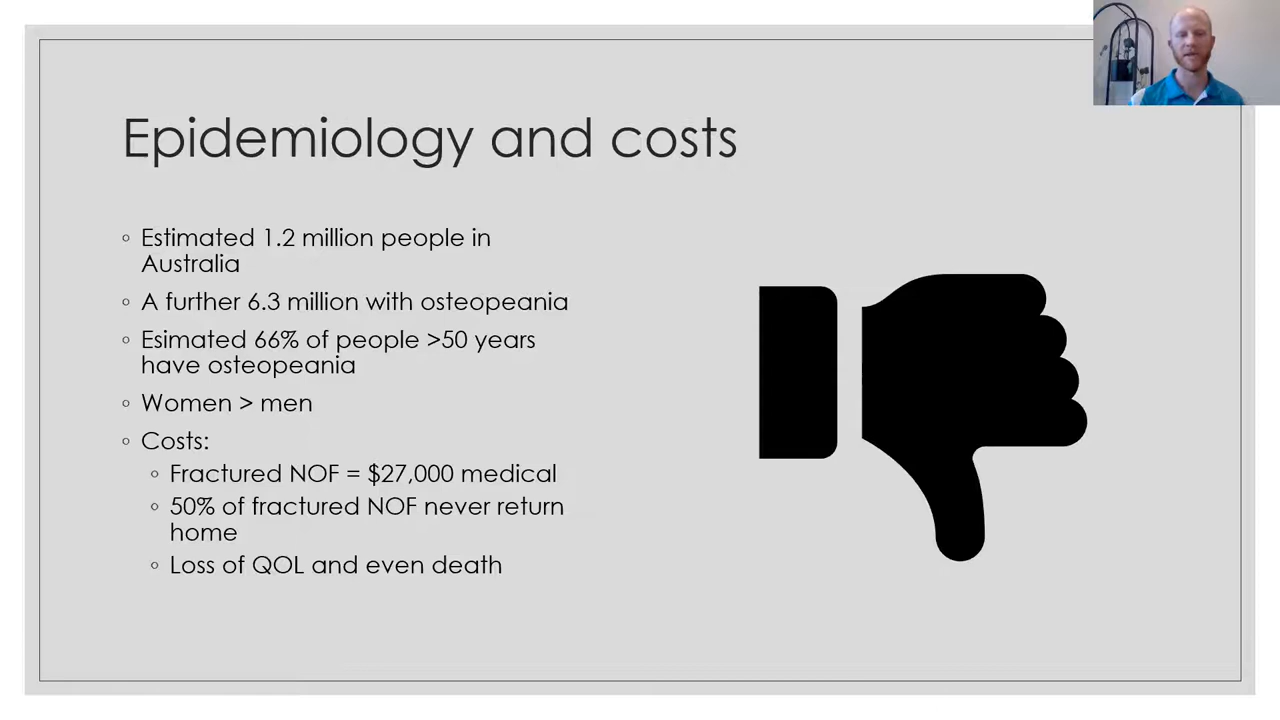 Epidemiology and costs
◦ Estimated 1.2 million people in
Australia
◦ A further 6.3 million with osteopeania
◦ Esimated 66% of people >50 years
have osteopeania
◦ Women > men
◦ Costs:
◦ Fractured NOF = $27,000 medical
◦ 50% of fractured NOF never return
home
◦ Loss of QOL and even death